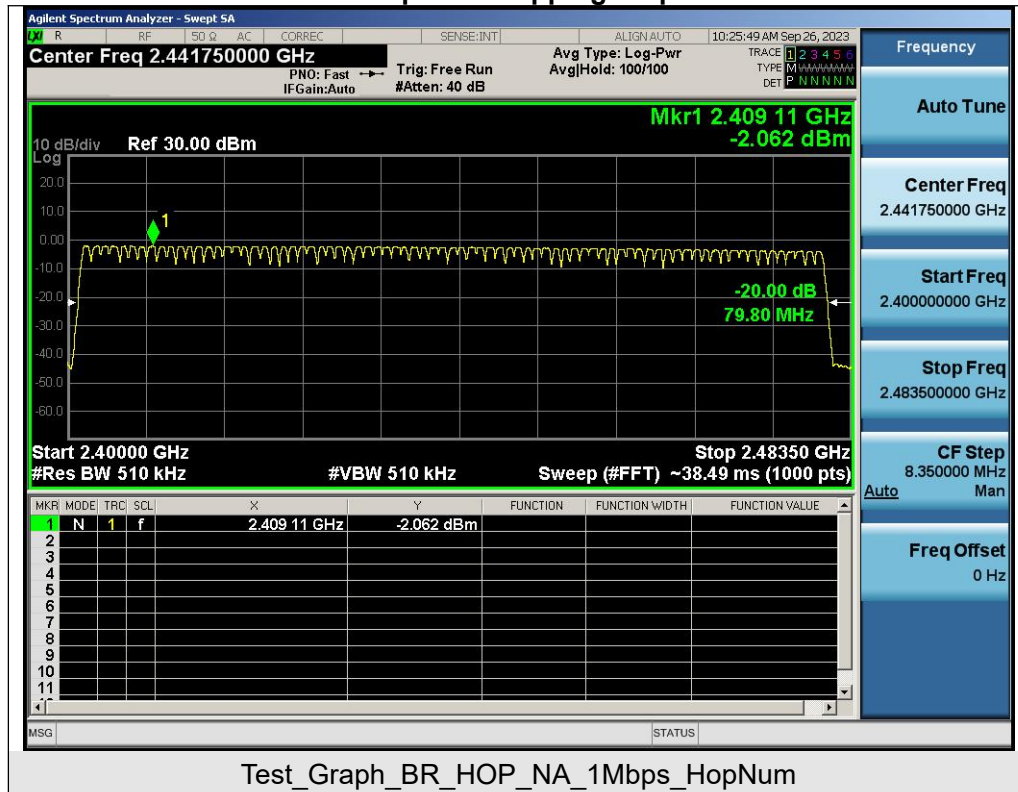 Agilent Spectrum Analyzer - Swept SA
LXI R RF 50 Ω AC CORREC SENSE:INT ALIGN AUTO 10:25:49 AM Sep 26, 2023
Center Freq 2.441750000 GHz
PNO: Fast
IFGain:Auto
Trig: Free Run
#Atten: 40 dB
Avg Type: Log-Pwr
Avg|Hold: 100/100
TRACE 1 2 3 4 5 6
TYPE M WWWWW
DET P N N N N N
Mkr1 2.409 11 GHz
-2.062 dBm
10 dB/div Ref 30.00 dBm
Log
20.0
10.0
0.00
-10.0
-20.0
-30.0
-40.0
-50.0
-60.0
1
-20.00 dB
79.80 MHz
Start 2.40000 GHz Stop 2.48350 GHz
#Res BW 510 kHz #VBW 510 kHz Sweep (#FFT) ~38.49 ms (1000 pts)
MKR MODE TRC SCL X Y FUNCTION FUNCTION WIDTH FUNCTION VALUE
1 N 1 f 2.409 11 GHz -2.062 dBm
2
3
4
5
6
7
8
9
10
11
MSG STATUS
Frequency
Auto Tune
Center Freq
2.441750000 GHz
Start Freq
2.400000000 GHz
Stop Freq
2.483500000 GHz
CF Step
8.350000 MHz
Auto Man
Freq Offset
0 Hz
Test_Graph_BR_HOP_NA_1Mbps_HopNum